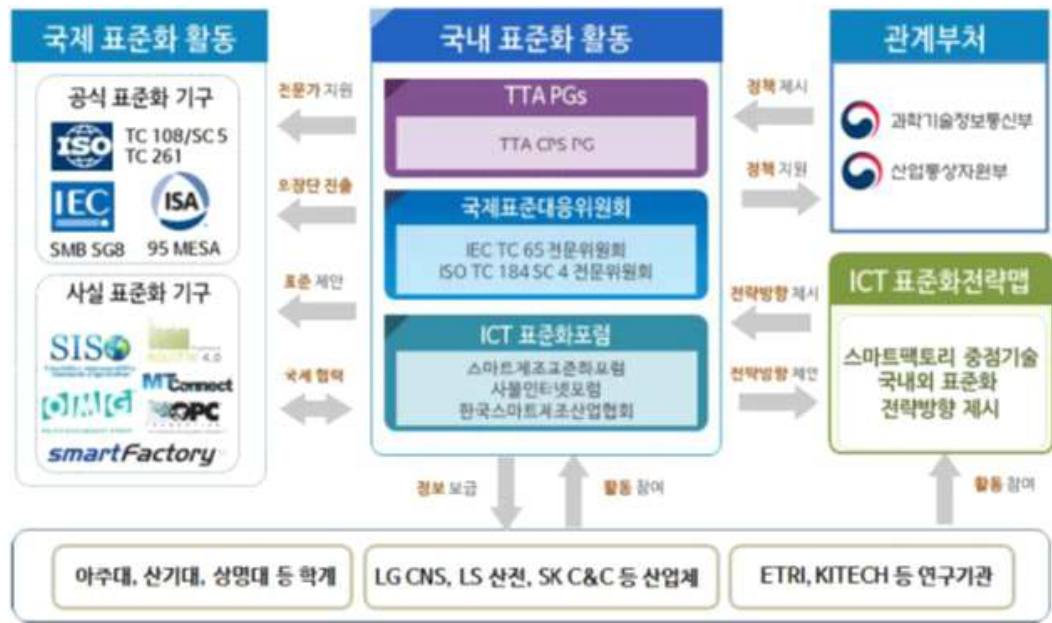 국제 표준화 활동
공식 표준화 기구
ISO
TC 108/SC 5
TC 261
IEC
ISA
SMB SG8
95 MESA
사실 표준화 기구
SISO
4.0
MTConnect
OMG
OPC
smartFactory
전문가 지원
의장단 진출
표준 제안
국제 협력
국내 표준화 활동
TTA PGs
TTA CPS PG
국제표준대응위원회
IEC TC 65 전문위원회
ISO TC 184 SC 4 전문위원회
ICT 표준화포럼
스마트제조표준화포럼
사물인터넷포럼
한국스마트제조산업협회
정책 제시
정책 지원
전략방향 제시
전략방향 제안
관계부처
과학기술정보통신부
산업통상자원부
ICT 표준화전략맵
스마트팩토리 중점기술
국내외 표준화
전략방향 제시
정보 보급
활동 참여
활동 참여
아주대, 산기대, 상명대 등 학계
LG CNS, LS 산전, SK C&C 등 산업체
ETRI, KITECH 등 연구기관